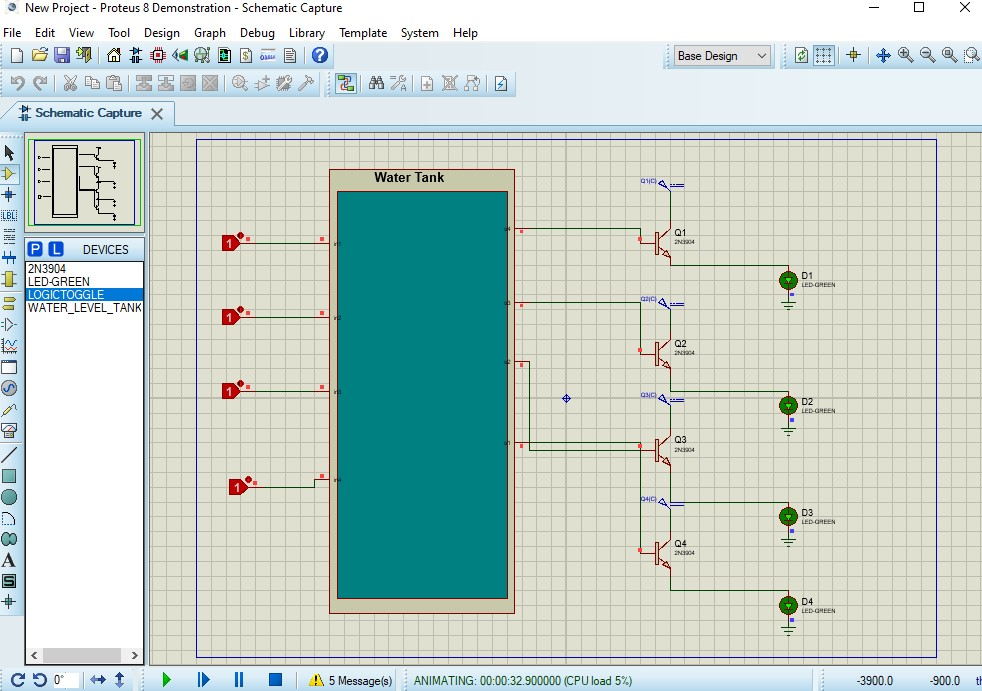 New Project - Proteus 8 Demonstration - Schematic Capture
File Edit View Tool Design Graph Debug Library Template System Help
Base Design
Schematic Capture
P L DEVICES
2N3904
LED-GREEN
LOGICTOGGLE
WATER_LEVEL_TANK
LBL
A
S
Water Tank
1
1
1
1
Q1(C)
Q1
2N3904
D1
LED-GREEN
Q2(C)
Q2
2N3904
D2
LED-GREEN
Q3(C)
Q3
2N3904
D3
LED-GREEN
Q4(C)
Q4
2N3904
D4
LED-GREEN
0°
5 Message(s)
ANIMATING: 00:00:32.900000 (CPU load 5%)
-3900.0 -900.0 th